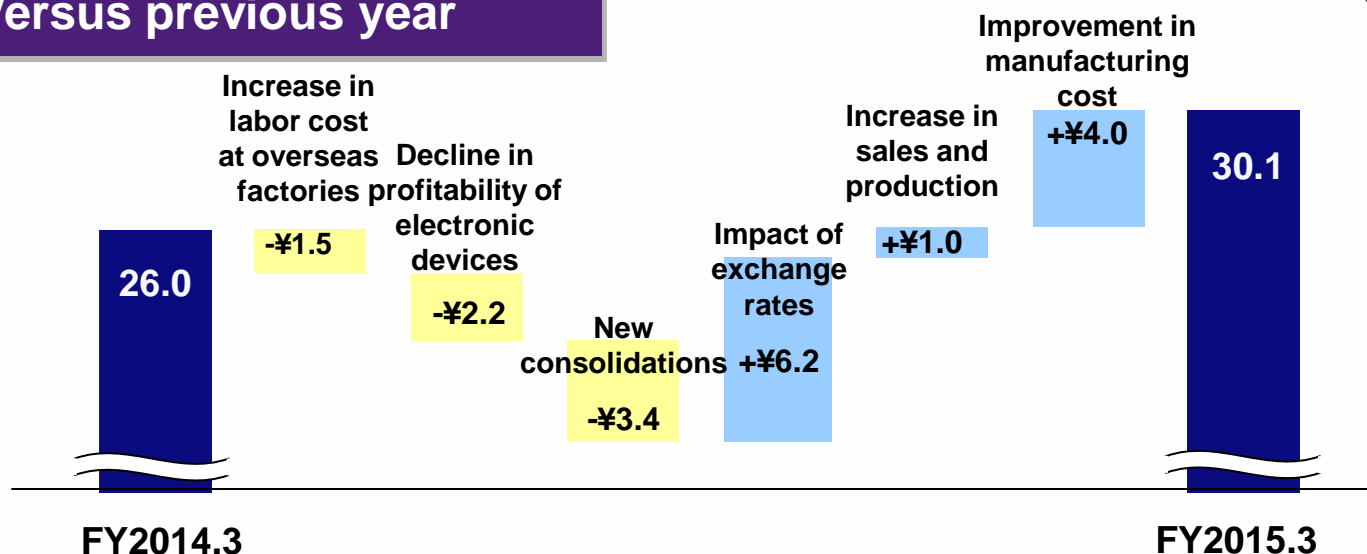 ersus previous year
Increase in
labor cost
at overseas
factories
-¥1.5
Decline in
profitability of
electronic
devices
-¥2.2
New
consolidations
-¥3.4
Impact of
exchange
rates
+¥6.2
Increase in
sales and
production
+¥1.0
Improvement in
manufacturing
cost
+¥4.0
26.0
30.1
FY2014.3
FY2015.3